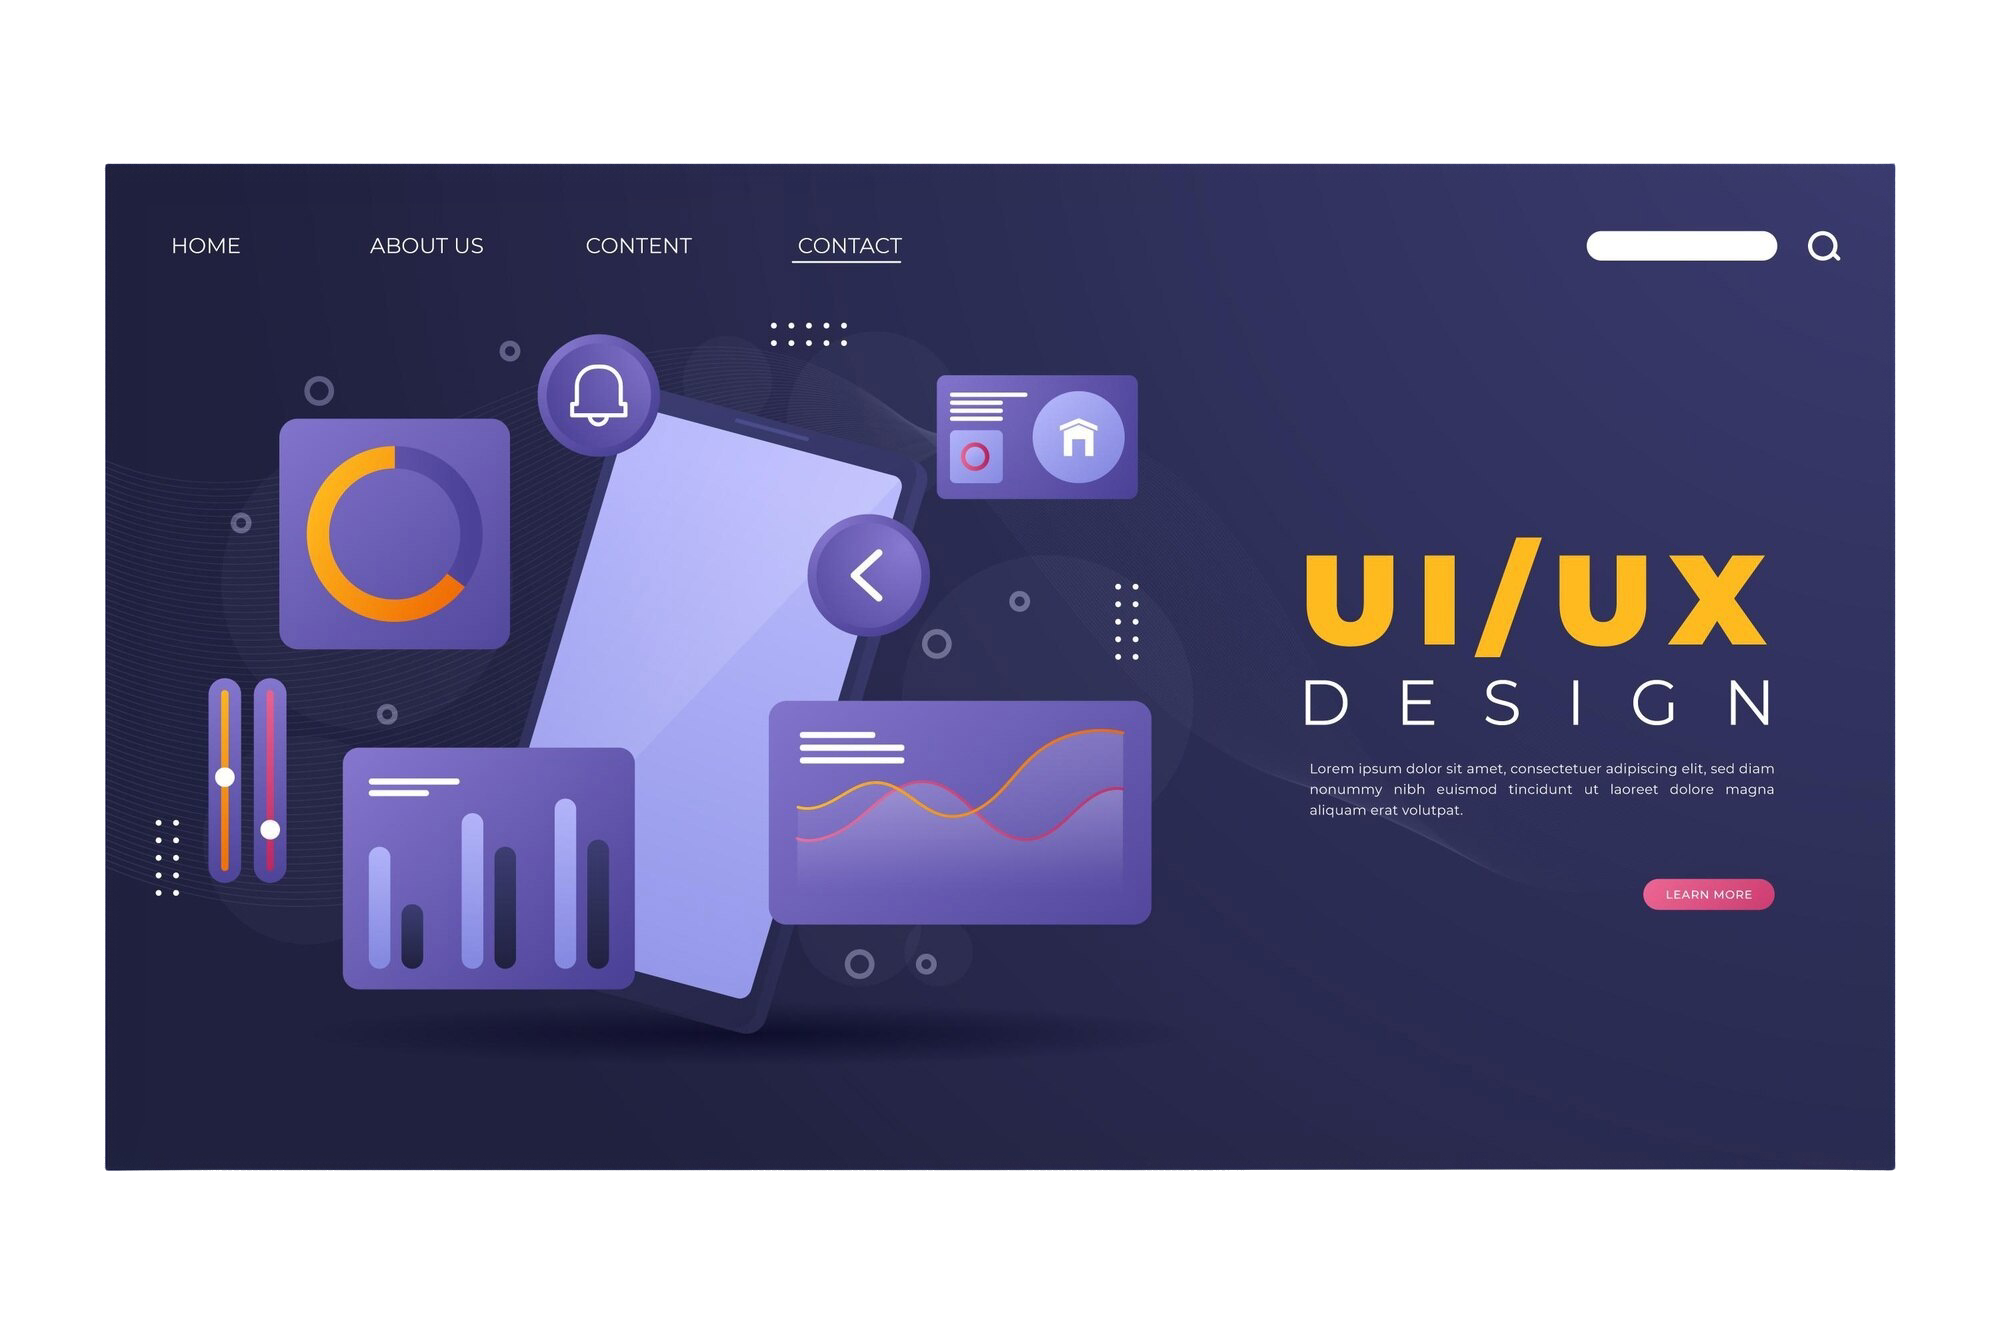 HOME ABOUT US CONTENT CONTACT
UI/UX
DESIGN
Lorem ipsum dolor sit amet, consectetuer adipiscing elit, sed diam
nonummy nibh euismod tincidunt ut laoreet dolore magna
aliquam erat volutpat.
LEARN MORE